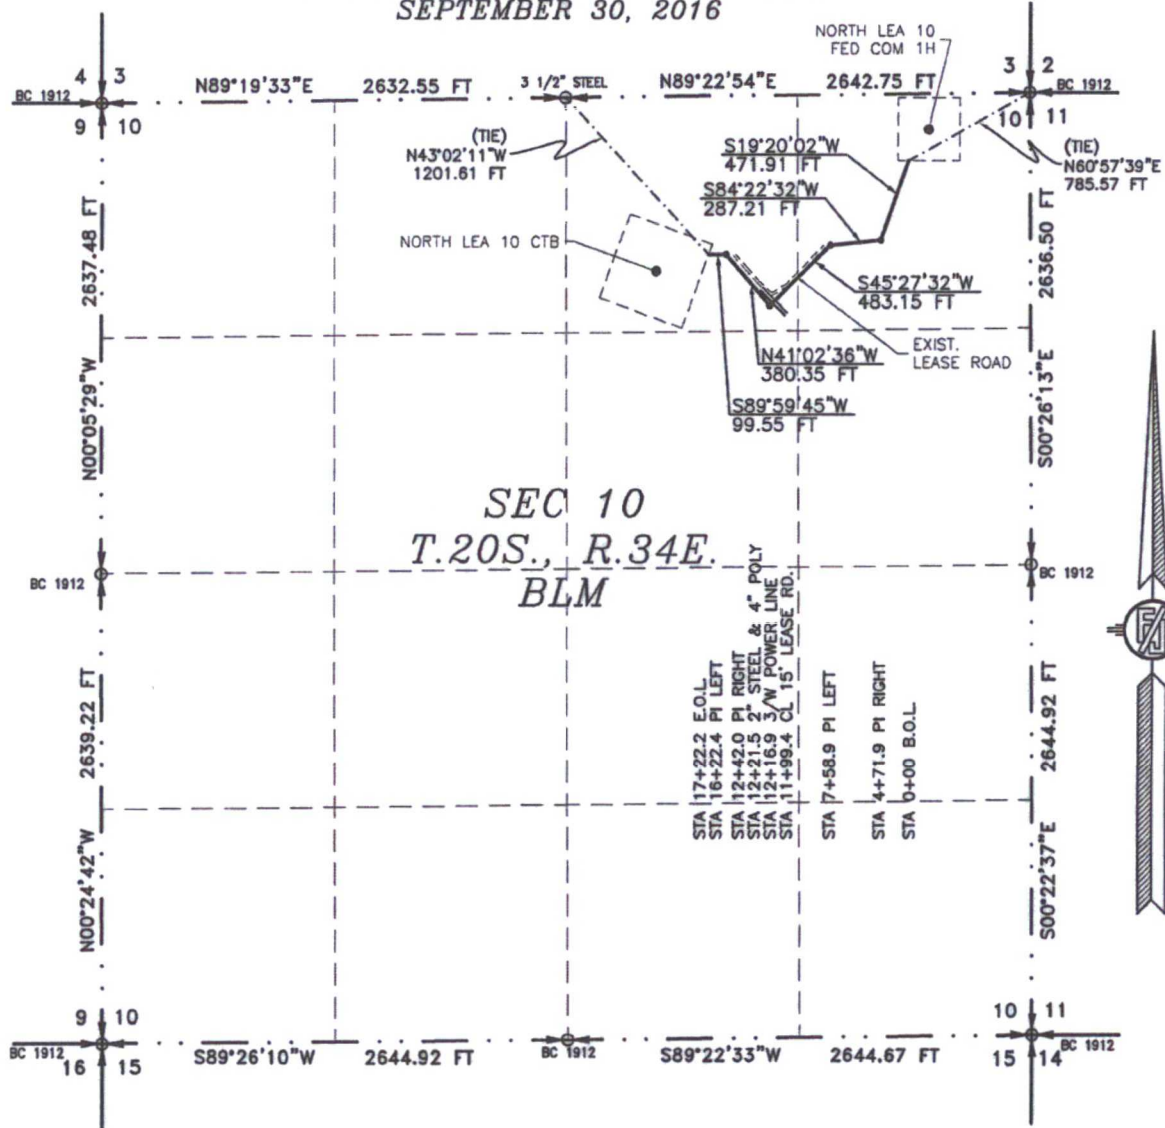 SEPTEMBER 30, 2016
NORTH LEA 10
FED COM 1H
4 3
BC 1912
9 10
N89°19'33"E 2632.55 FT
3 1/2" STEEL
N89°22'54"E 2642.75 FT
3 2
BC 1912
10 11
(TIE)
N43°02'11"W
1201.61 FT
S19°20'02"W
471.91 FT
(TIE)
N60°57'39"E
785.57 FT
S84°22'32"W
287.21 FT
NORTH LEA 10 CTB
S45°27'32"W
483.15 FT
EXIST.
LEASE ROAD
N41°02'36"W
380.35 FT
S89°59'45"W
99.55 FT
N00°05'29"W 2637.48 FT
S00°26'13"E 2636.50 FT
SEC 10
T.20S., R.34E.
BLM
BC 1912
BC 1912
STA 17+22.2 E.O.L.
STA 16+22.4 PI LEFT
STA 12+42.0 PI RIGHT
STA 12+21.5 2" STEEL & 4" POLY
STA 12+16.9 3/W POWER LINE
STA 11+99.4 CL 15' LEASE RD.
STA 7+58.9 PI LEFT
STA 4+71.9 PI RIGHT
STA 0+00 B.O.L.
N00°24'42"W 2639.22 FT
S00°22'37"E 2644.92 FT
9 10
BC 1912
16 15
S89°26'10"W 2644.92 FT
BC 1912
S89°22'33"W 2644.67 FT
10 11
BC 1912
15 14